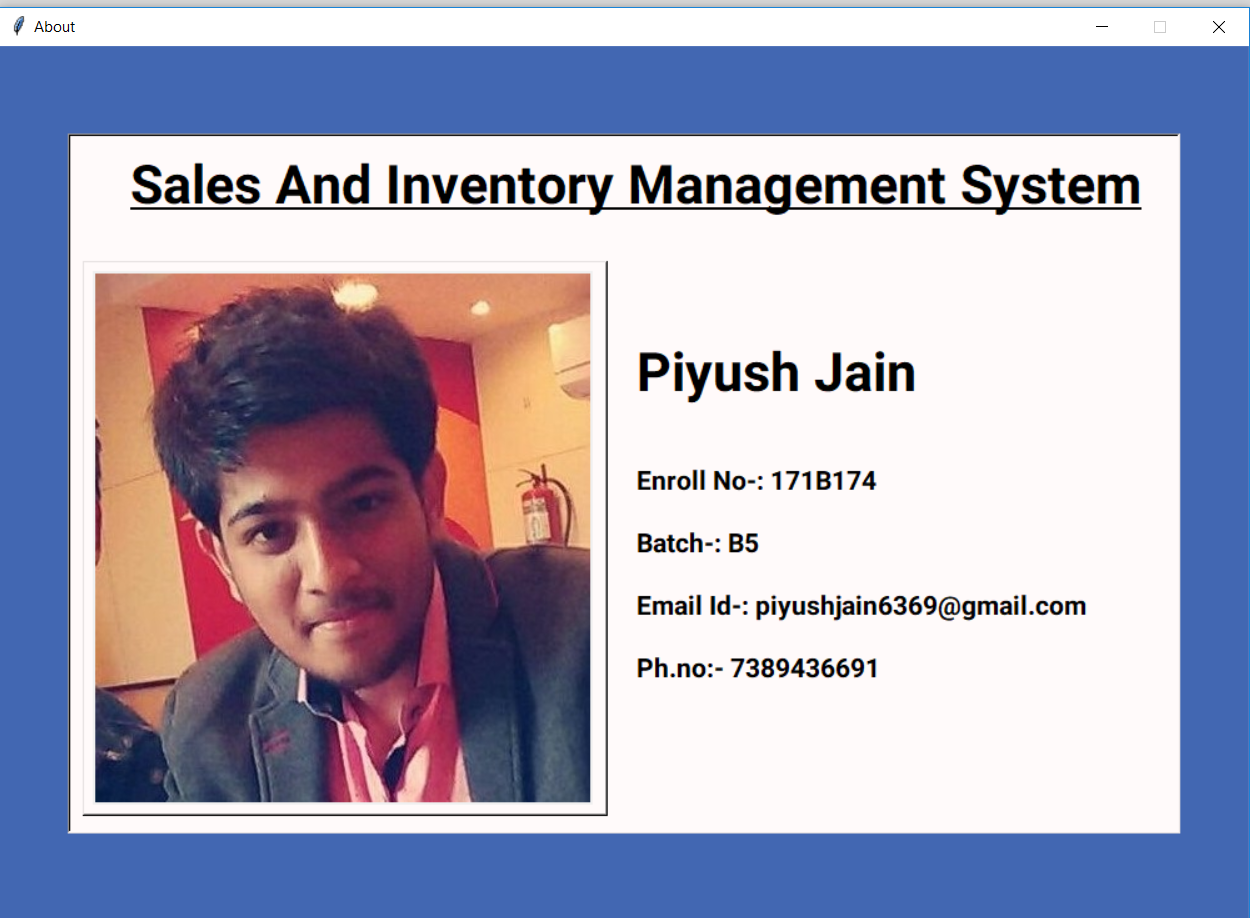 About
Sales And Inventory Management System
Piyush Jain
Enroll No-: 171B174
Batch-: B5
Email Id-: piyushjain6369@gmail.com
Ph.no:- 7389436691